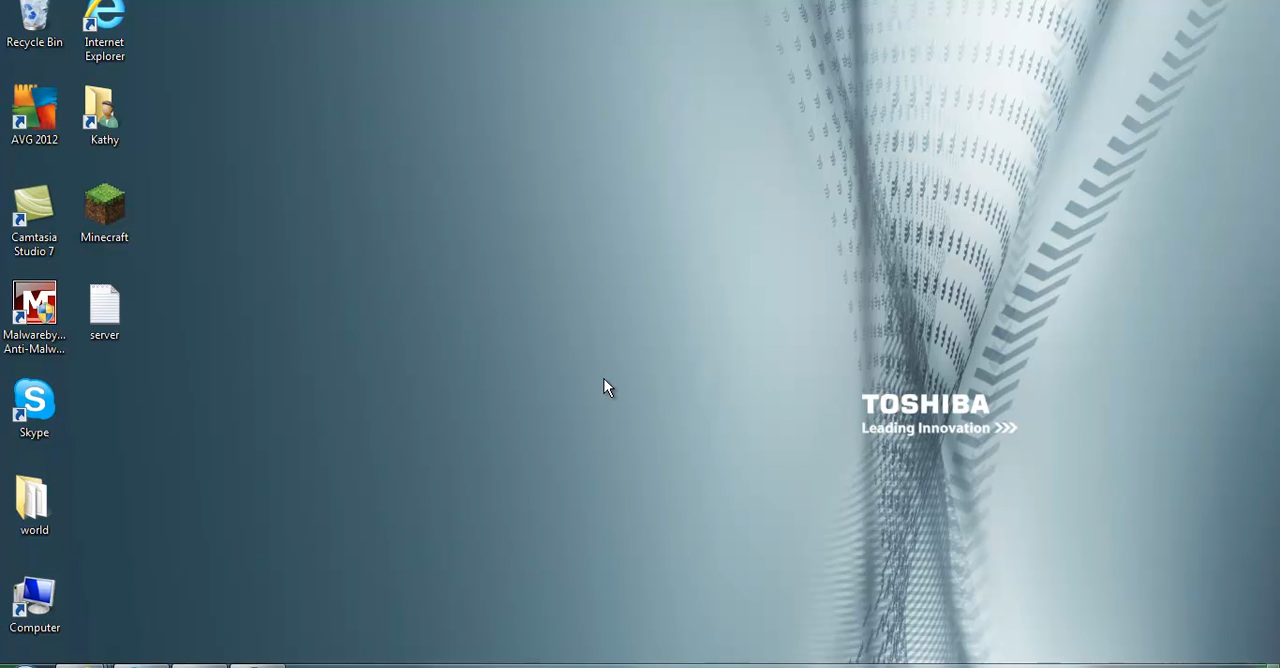 Recycle Bin
Internet
Explorer
AVG 2012
Kathy
Camtasia
Studio 7
Minecraft
Malwareby...
Anti-Malw...
server
Skype
world
Computer
TOSHIBA
Leading Innovation >>>